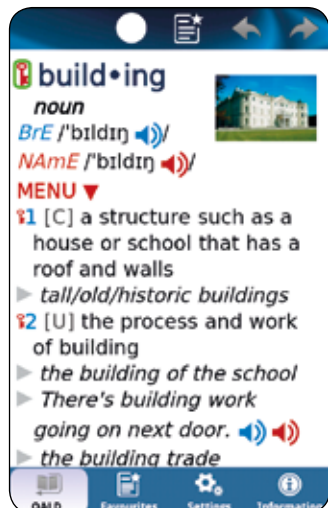 build•ing
noun
BrE /ˈbɪldɪŋ /
NAmE /ˈbɪldɪŋ /
MENU ▼
1 [C] a structure such as a
house or school that has a
roof and walls
tall/old/historic buildings
2 [U] the process and work
of building
the building of the school
There's building work
going on next door.
the building trade
OALD Favourites Settings Information